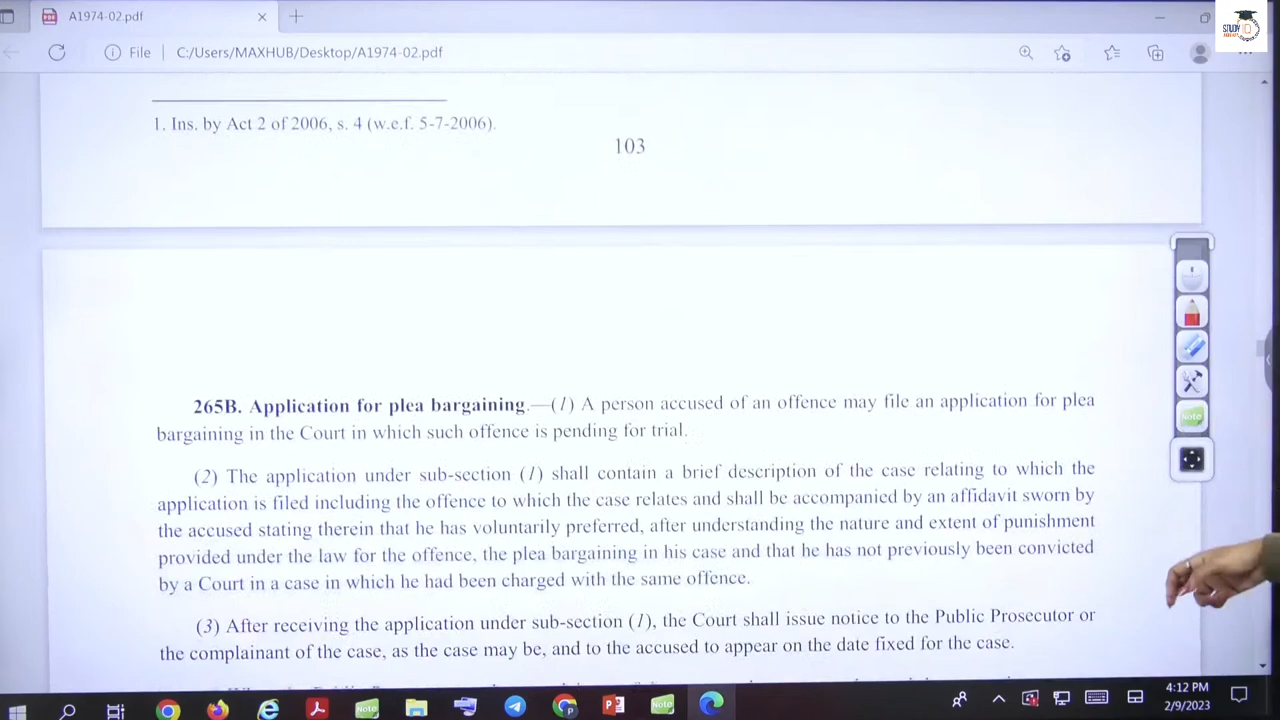 A1974-02.pdf
File | C:/Users/MAXHUB/Desktop/A1974-02.pdf
STUDY IQ
1. Ins. by Act 2 of 2006, s. 4 (w.e.f. 5-7-2006).
103
265B. Application for plea bargaining.—(1) A person accused of an offence may file an application for plea
bargaining in the Court in which such offence is pending for trial.
(2) The application under sub-section (1) shall contain a brief description of the case relating to which the
application is filed including the offence to which the case relates and shall be accompanied by an affidavit sworn by
the accused stating therein that he has voluntarily preferred, after understanding the nature and extent of punishment
provided under the law for the offence, the plea bargaining in his case and that he has not previously been convicted
by a Court in a case in which he had been charged with the same offence.
(3) After receiving the application under sub-section (1), the Court shall issue notice to the Public Prosecutor or
the complainant of the case, as the case may be, and to the accused to appear on the date fixed for the case.
Note
Note
Note
4:12 PM
2/9/2023